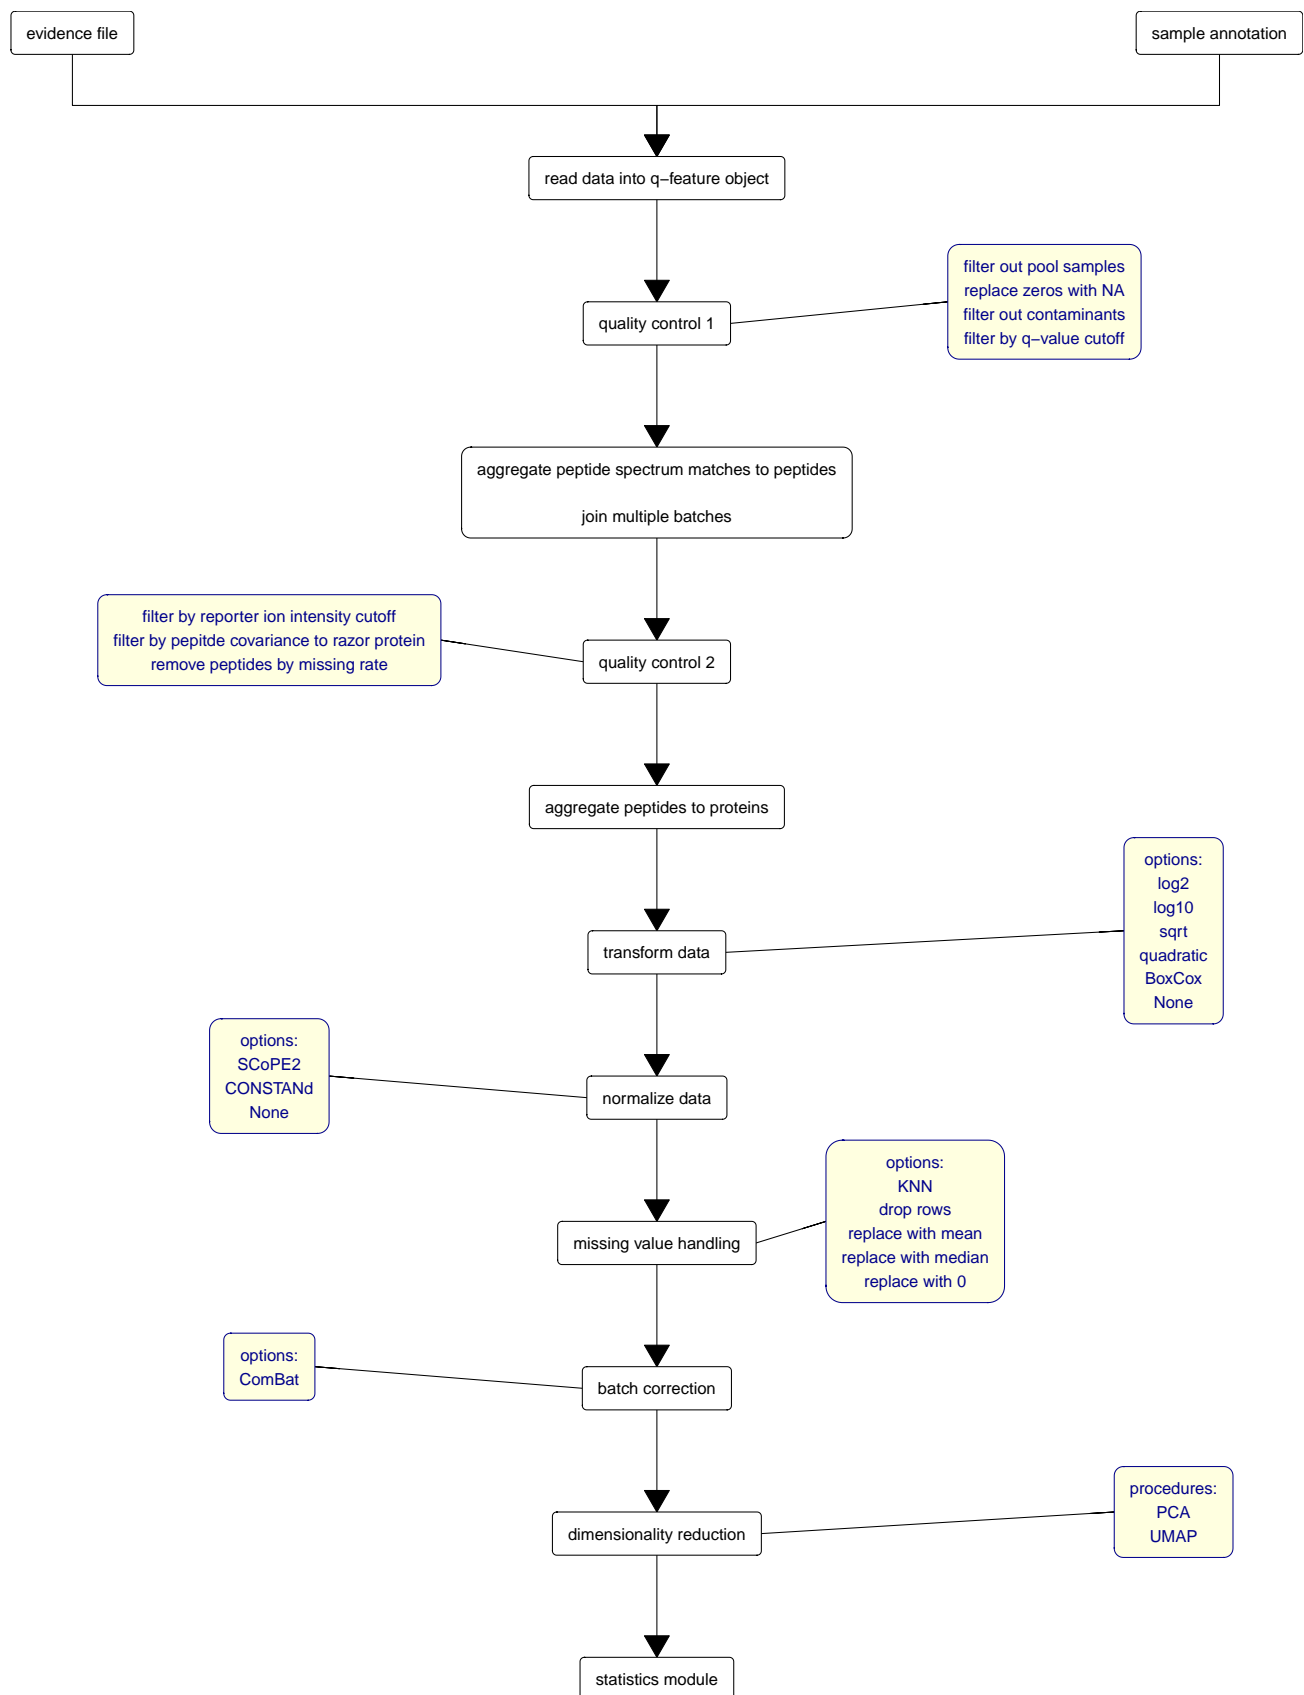 evidence file
sample annotation
read data into q−feature object
filter out pool samples
replace zeros with NA
filter out contaminants
filter by q−value cutoff
quality control 1
aggregate peptide spectrum matches to peptides
join multiple batches
filter by reporter ion intensity cutoff
filter by pepitde covariance to razor protein
remove peptides by missing rate
quality control 2
aggregate peptides to proteins
options:
log2
log10
sqrt
quadratic
BoxCox
None
transform data
options:
SCoPE2
CONSTANd
None
normalize data
options:
KNN
drop rows
replace with mean
replace with median
replace with 0
missing value handling
options:
ComBat
batch correction
procedures:
PCA
UMAP
dimensionality reduction
statistics module